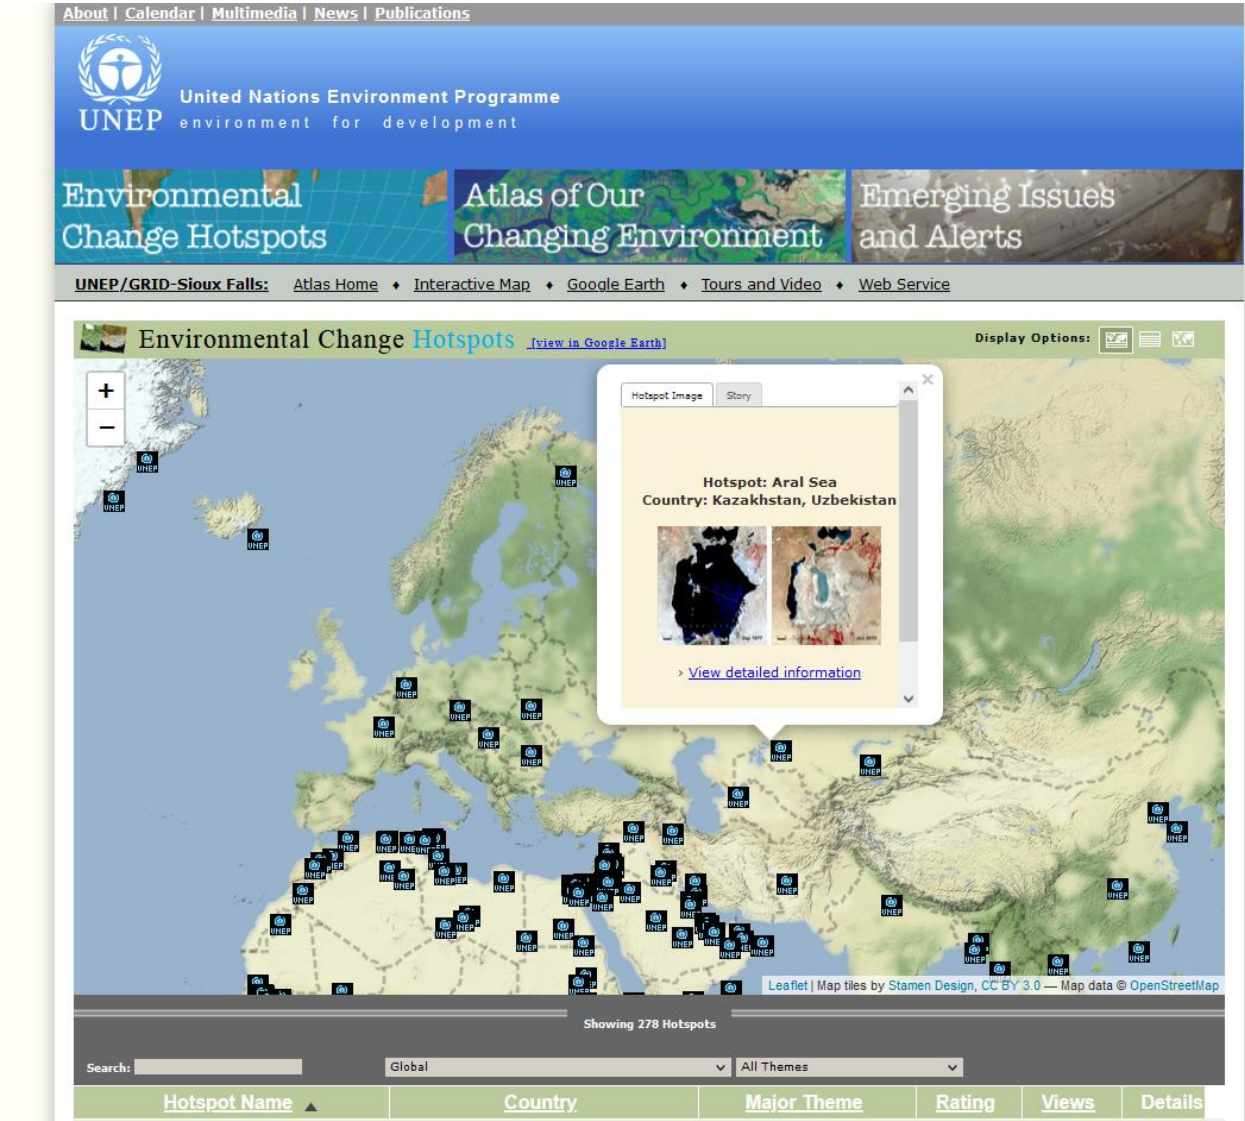 About | Calendar | Multimedia | News | Publications
UNEP
United Nations Environment Programme
environment for development
Environmental
Change Hotspots
Atlas of Our
Changing Environment
Emerging Issues
and Alerts
UNEP/GRID-Sioux Falls: Atlas Home ♦ Interactive Map ♦ Google Earth ♦ Tours and Video ♦ Web Service
Environmental Change Hotspots [view in Google Earth]
Display Options:
+
−
Hotspot Image
Story
×
Hotspot: Aral Sea
Country: Kazakhstan, Uzbekistan
› View detailed information
UNEP
Leaflet | Map tiles by Stamen Design, CC BY 3.0 — Map data © OpenStreetMap
Showing 278 Hotspots
Search:
Global
All Themes
Hotspot Name ▲ Country Major Theme Rating Views Details